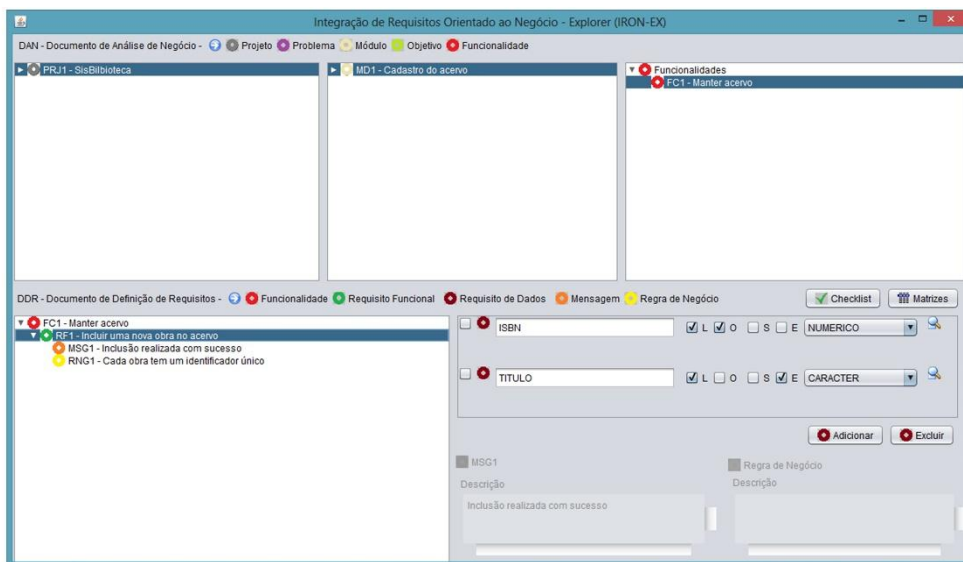 Integração de Requisitos Orientado ao Negócio - Explorer (IRON-EX)
DAN - Documento de Análise de Negócio - Projeto Problema Módulo Objetivo Funcionalidade
PRJ1 - SisBilbioteca
MD1 - Cadastro do acervo
Funcionalidades
FC1 - Manter acervo
DDR - Documento de Definição de Requisitos - Funcionalidade Requisito Funcional Requisito de Dados Mensagem Regra de Negócio Checklist Matrizes
FC1 - Manter acervo
RF1 - Incluir uma nova obra no acervo
MSG1 - Inclusão realizada com sucesso
RNG1 - Cada obra tem um identificador único
ISBN L O S E NUMERICO
TITULO L O S E CARACTER
Adicionar Excluir
MSG1 Regra de Negócio
Descrição Descrição
Inclusão realizada com sucesso